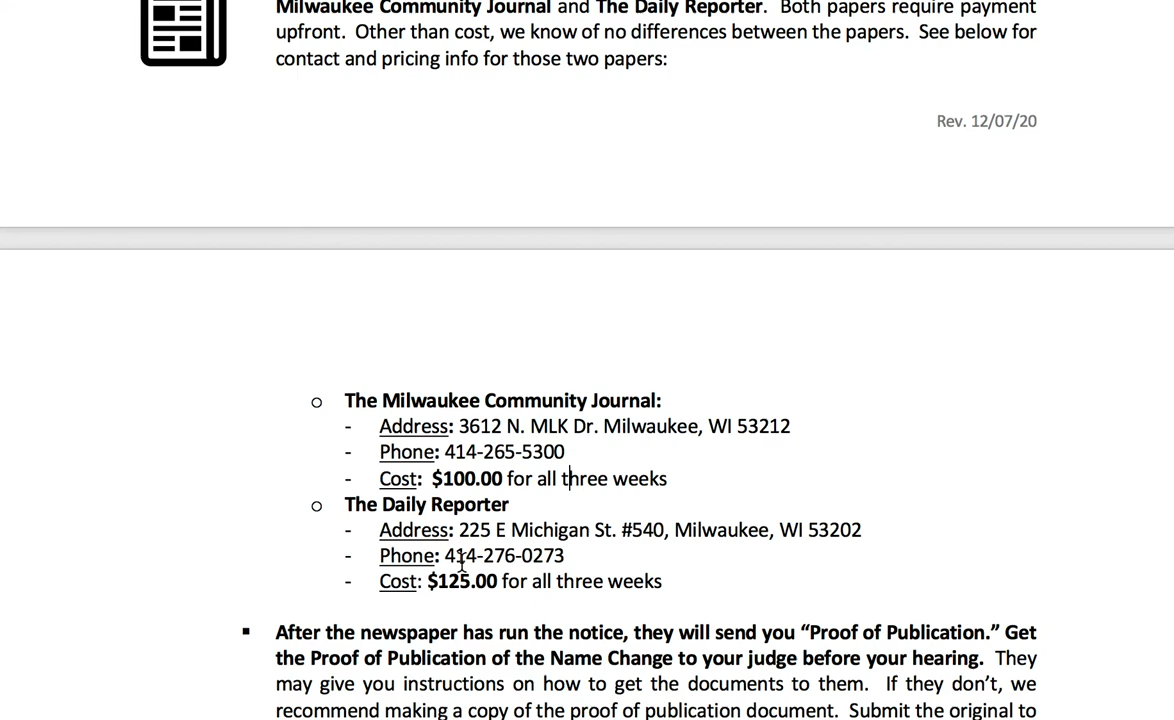 Milwaukee Community Journal and The Daily Reporter. Both papers require payment
upfront. Other than cost, we know of no differences between the papers. See below for
contact and pricing info for those two papers:
Rev. 12/07/20
o The Milwaukee Community Journal:
- Address: 3612 N. MLK Dr. Milwaukee, WI 53212
- Phone: 414-265-5300
- Cost: $100.00 for all three weeks
o The Daily Reporter
- Address: 225 E Michigan St. #540, Milwaukee, WI 53202
- Phone: 414-276-0273
- Cost: $125.00 for all three weeks
▪ After the newspaper has run the notice, they will send you “Proof of Publication.” Get
the Proof of Publication of the Name Change to your judge before your hearing. They
may give you instructions on how to get the documents to them. If they don’t, we
recommend making a copy of the proof of publication document. Submit the original to